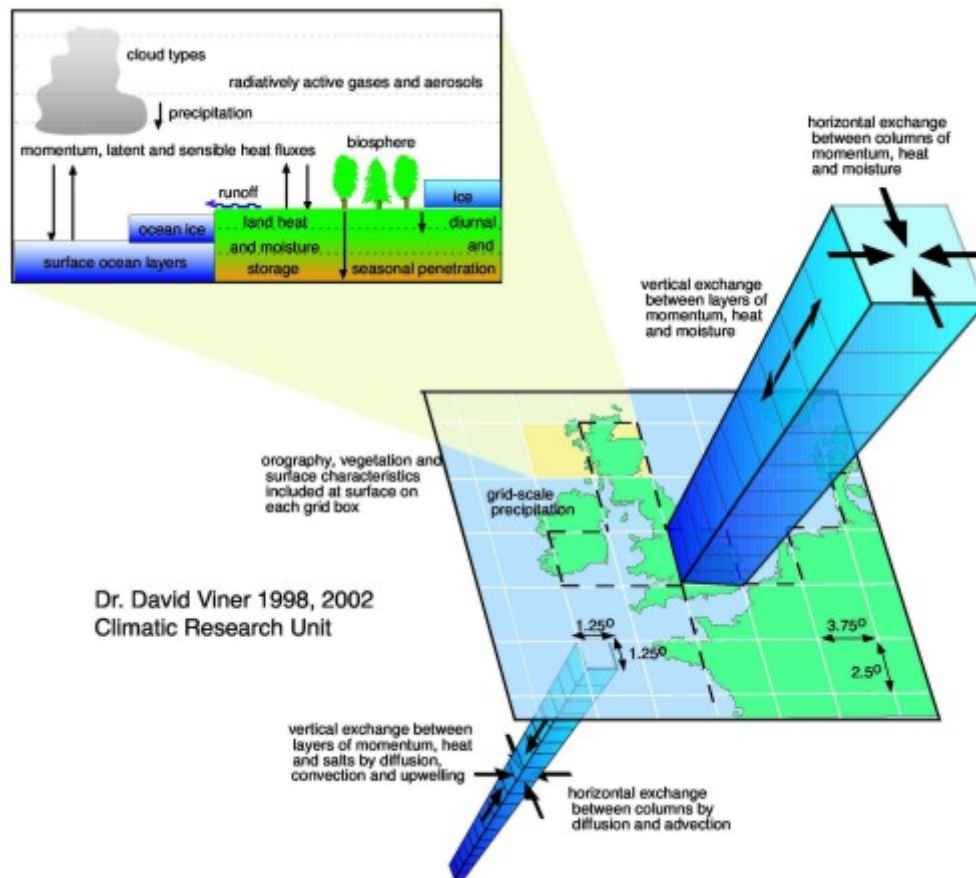 cloud types
radiatively active gases and aerosols
precipitation
momentum, latent and sensible heat fluxes
biosphere
runoff
ice
ocean ice
land heat
diurnal
and moisture
and
surface ocean layers
storage
seasonal penetration
horizontal exchange
between columns of
momentum, heat
and moisture
vertical exchange
between layers of
momentum, heat
and moisture
orography, vegetation and
surface characteristics
included at surface on
each grid box
grid-scale
precipitation
Dr. David Viner 1998, 2002
Climatic Research Unit
1.25º
1.25º
3.75º
2.5º
vertical exchange between
layers of momentum, heat
and salts by diffusion,
convection and upwelling
horizontal exchange
between columns by
diffusion and advection